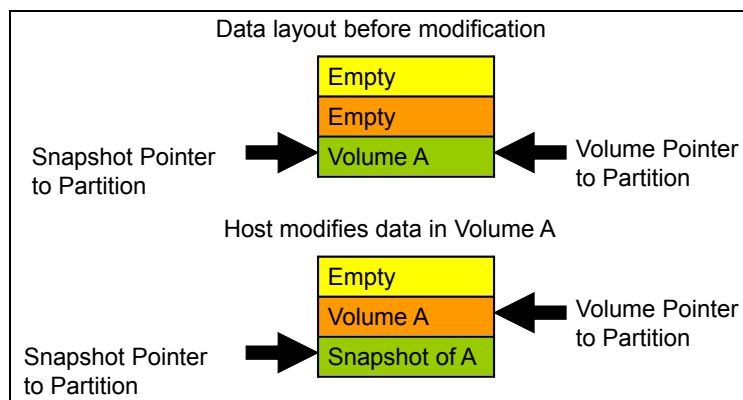 Data layout before modification
Empty
Empty
Snapshot Pointer
to Partition
Volume A
Volume Pointer
to Partition
Host modifies data in Volume A
Empty
Volume A
Volume Pointer
to Partition
Snapshot Pointer
to Partition
Snapshot of A